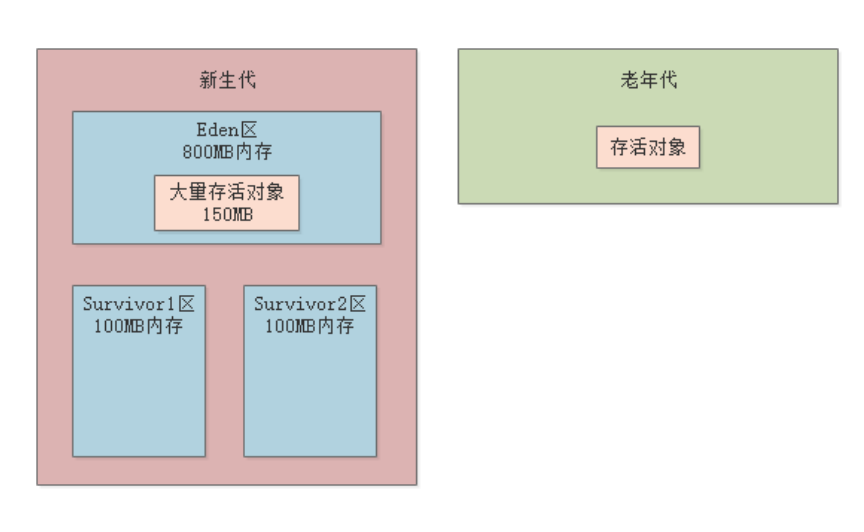 新生代
Eden区
800MB内存
大量存活对象
150MB
Survivor1区
100MB内存
Survivor2区
100MB内存
老年代
存活对象